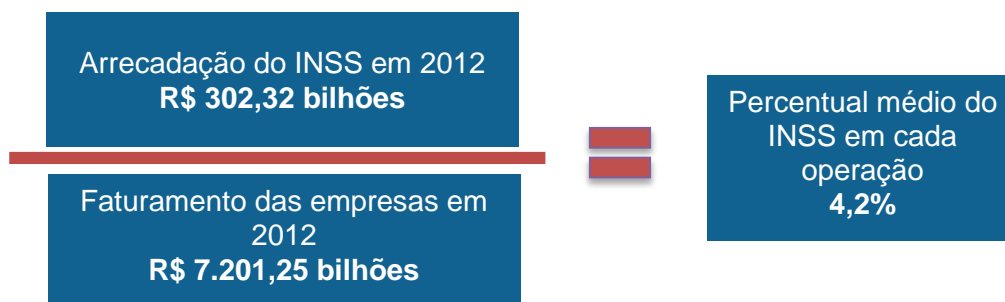 Arrecadação do INSS em 2012
R$ 302,32 bilhões
Faturamento das empresas em
2012
R$ 7.201,25 bilhões
Percentual médio do
INSS em cada
operação
4,2%